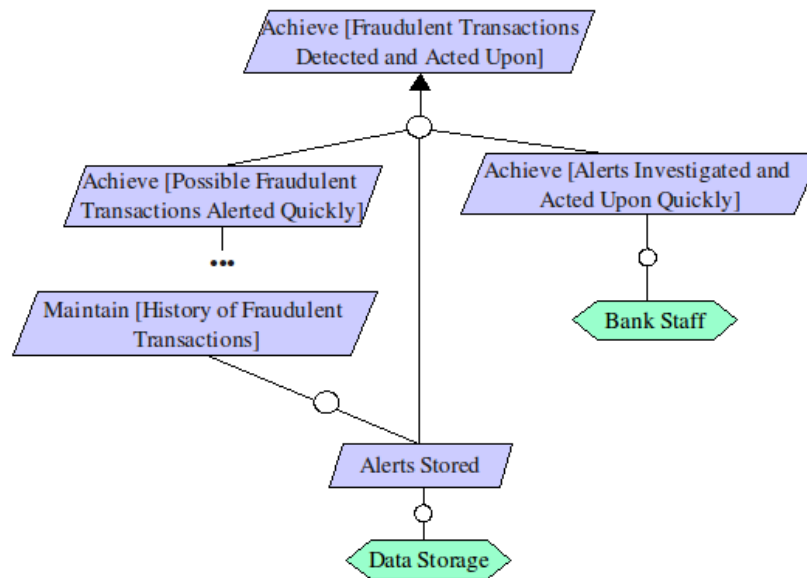 Achieve [Fraudulent Transactions
Detected and Acted Upon]
Achieve [Possible Fraudulent
Transactions Alerted Quickly]
Achieve [Alerts Investigated and
Acted Upon Quickly]
•••
Maintain [History of Fraudulent
Transactions]
Bank Staff
Alerts Stored
Data Storage